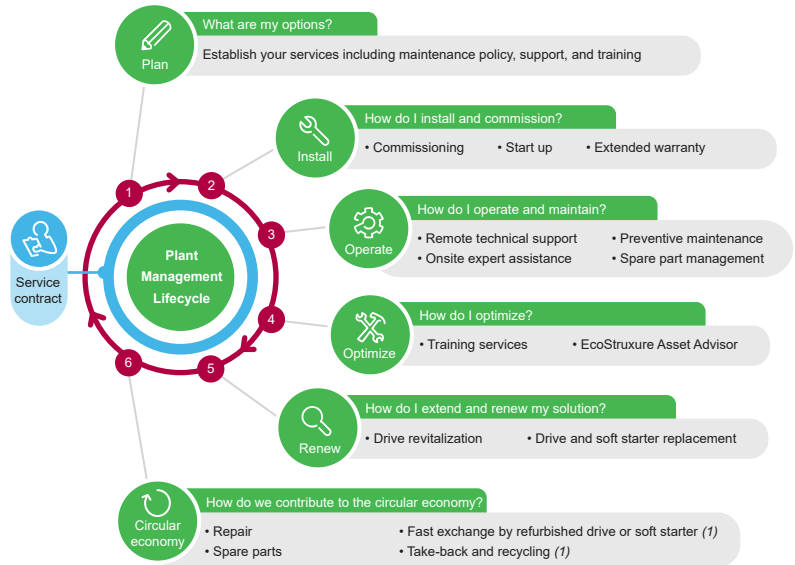 What are my options?
Plan
Establish your services including maintenance policy, support, and training
How do I install and commission?
Install
• Commissioning • Start up • Extended warranty
1
2
How do I operate and maintain?
Operate
• Remote technical support • Preventive maintenance
• Onsite expert assistance • Spare part management
3
Plant
Management
Lifecycle
Service
contract
4
How do I optimize?
Optimize
• Training services • EcoStruxure Asset Advisor
6
5
How do I extend and renew my solution?
Renew
• Drive revitalization • Drive and soft starter replacement
How do we contribute to the circular economy?
Circular
economy
• Repair • Fast exchange by refurbished drive or soft starter (1)
• Spare parts • Take-back and recycling (1)